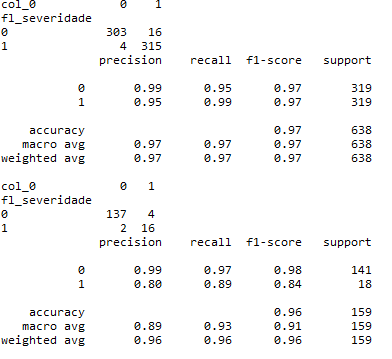 col_0 0 1
fl_severidade
0 303 16
1 4 315
precision recall f1-score support
0 0.99 0.95 0.97 319
1 0.95 0.99 0.97 319
accuracy 0.97 638
macro avg 0.97 0.97 0.97 638
weighted avg 0.97 0.97 0.97 638
col_0 0 1
fl_severidade
0 137 4
1 2 16
precision recall f1-score support
0 0.99 0.97 0.98 141
1 0.80 0.89 0.84 18
accuracy 0.96 159
macro avg 0.89 0.93 0.91 159
weighted avg 0.96 0.96 0.96 159